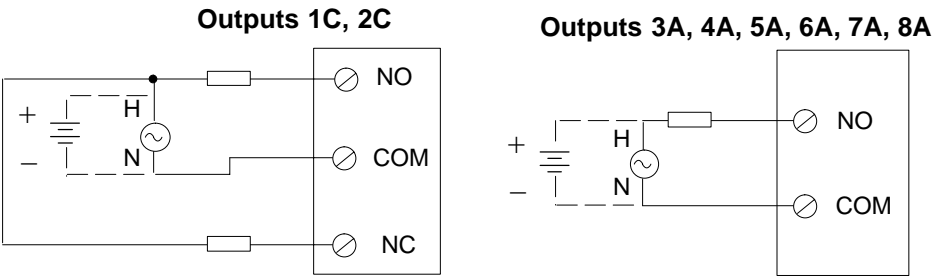 Outputs 1C, 2C
NO
H
+
N
−
COM
NC
Outputs 3A, 4A, 5A, 6A, 7A, 8A
NO
H
+
N
−
COM